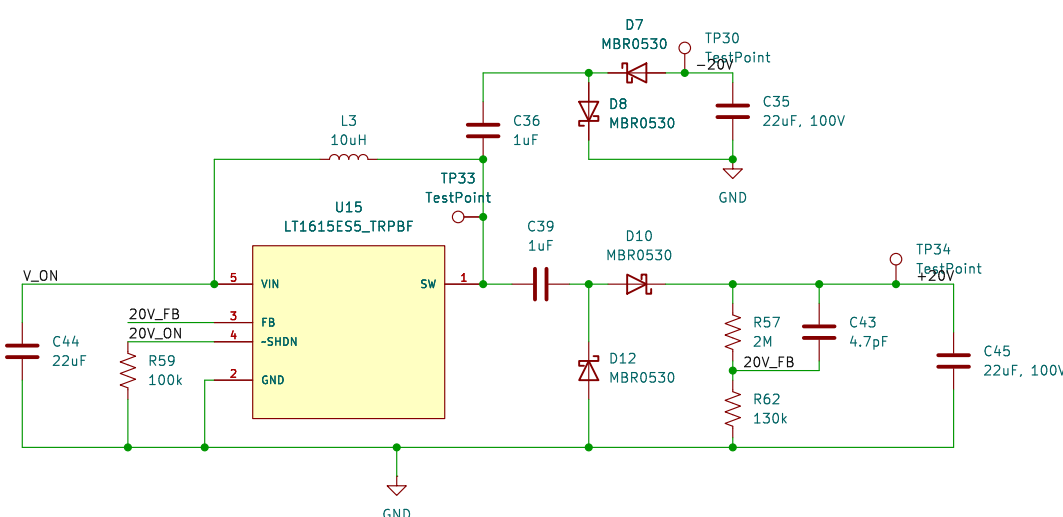 D7
MBR0530
TP30
TestPoint
-20V
D8
MBR0530
C35
22uF, 100V
GND
L3
10uH
C36
1uF
TP33
TestPoint
U15
LT1615ES5_TRPBF
C39
1uF
D10
MBR0530
TP34
TestPoint
+20V
V_ON
5
VIN
SW
1
20V_FB
3
FB
20V_ON
4
-SHDN
2
GND
C44
22uF
R59
100k
D12
MBR0530
R57
2M
C43
4.7pF
20V_FB
R62
130k
C45
22uF, 100V
GND